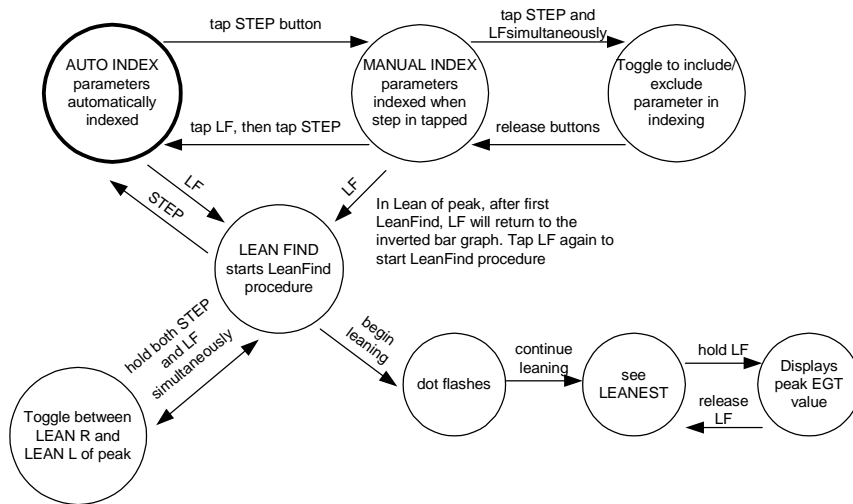 tap STEP button
tap STEP and
LFsimultaneously
AUTO INDEX
parameters
automatically
indexed
MANUAL INDEX
parameters
indexed when
step in tapped
Toggle to include/
exclude
parameter in
indexing
tap LF, then tap STEP
release buttons
LF
STEP
LF
In Lean of peak, after first
LeanFind, LF will return to the
inverted bar graph. Tap LF again to
start LeanFind procedure
LEAN FIND
starts LeanFind
procedure
hold both STEP
and LF
simultaneously
begin
leaning
Toggle between
LEAN R and
LEAN L of peak
dot flashes
continue
leaning
see
LEANEST
hold LF
release
LF
Displays
peak EGT
value